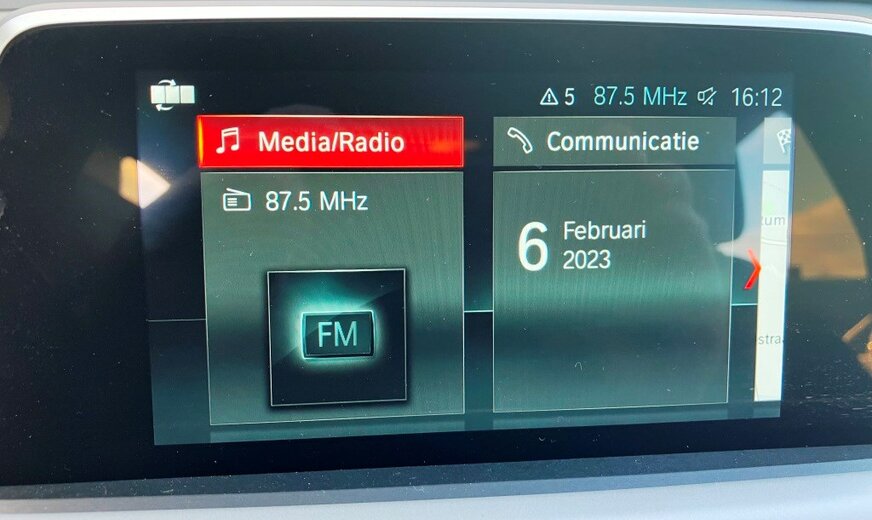 5 87.5 MHz 16:12
Media/Radio
Communicatie
87.5 MHz
6 Februari
2023
FM